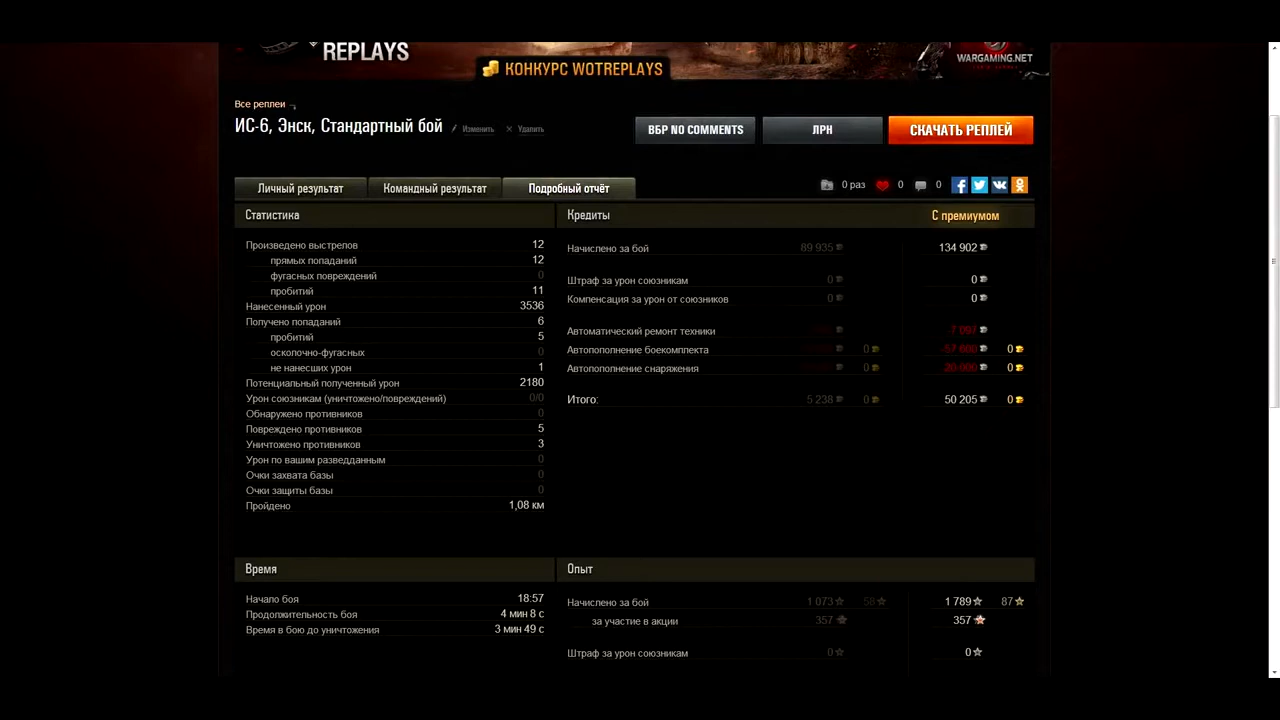 REPLAYS
WARGAMING.NET
КОНКУРС WOTREPLAYS
Все реплеи
ИС-6, Энск, Стандартный бой Изменить Удалить
ВБР NO COMMENTS ЛРН СКАЧАТЬ РЕПЛЕЙ
Личный результат Командный результат Подробный отчёт 0 раз 0 0
Статистика Кредиты С премиумом
Произведено выстрелов 12
прямых попаданий 12
фугасных повреждений 0
пробитий 11
Нанесенный урон 3536
Получено попаданий 6
пробитий 5
осколочно-фугасных 0
не нанесших урон 1
Потенциальный полученный урон 2180
Урон союзникам (уничтожено/повреждений) 0/0
Обнаружено противников 0
Повреждено противников 5
Уничтожено противников 3
Урон по вашим разведданным 0
Очки захвата базы 0
Очки защиты базы 0
Пройдено 1,08 км
Начислено за бой 89 935 134 902
Штраф за урон союзникам 0 0
Компенсация за урон от союзников 0 0
Автоматический ремонт техники -7 097
Автопополнение боекомплекта 0 -57 600 0
Автопополнение снаряжения 0 -20 000 0
Итого: 5 238 0 50 205 0
Время Опыт
Начало боя 18:57
Продолжительность боя 4 мин 8 с
Время в бою до уничтожения 3 мин 49 с
Начислено за бой 1 073 58 1 789 87
за участие в акции 357 357
Штраф за урон союзникам 0 0